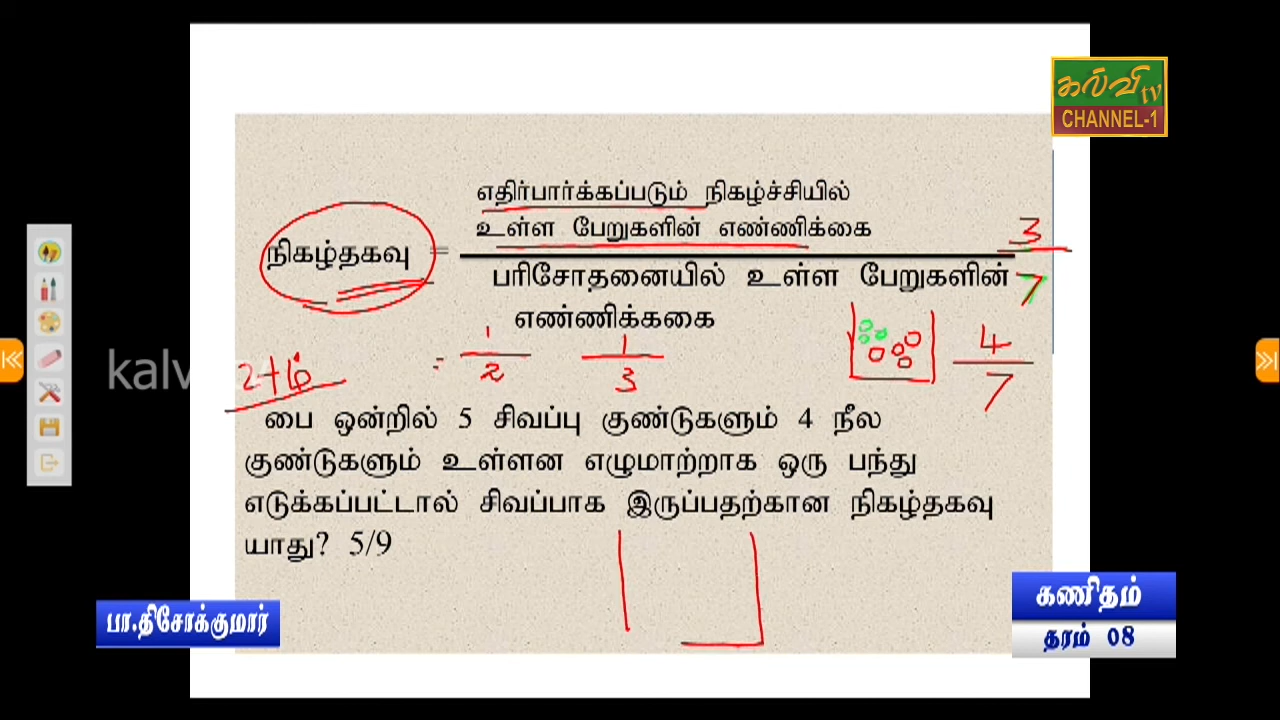 கல்வி tv
CHANNEL-1
எதிர்பார்க்கப்படும் நிகழ்ச்சியில்
உள்ள பேறுகளின் எண்ணிக்கை
நிகழ்தகவு =
பரிசோதனையில் உள்ள பேறுகளின்
எண்ணிக்ககை
3
7
= 1/2 1/3
4
7
kalv
பை ஒன்றில் 5 சிவப்பு குண்டுகளும் 4 நீல
குண்டுகளும் உள்ளன எழுமாற்றாக ஒரு பந்து
எடுக்கப்பட்டால் சிவப்பாக இருப்பதற்கான நிகழ்தகவு
யாது? 5/9
பா.திசோக்குமார்
கணிதம்
தரம் 08